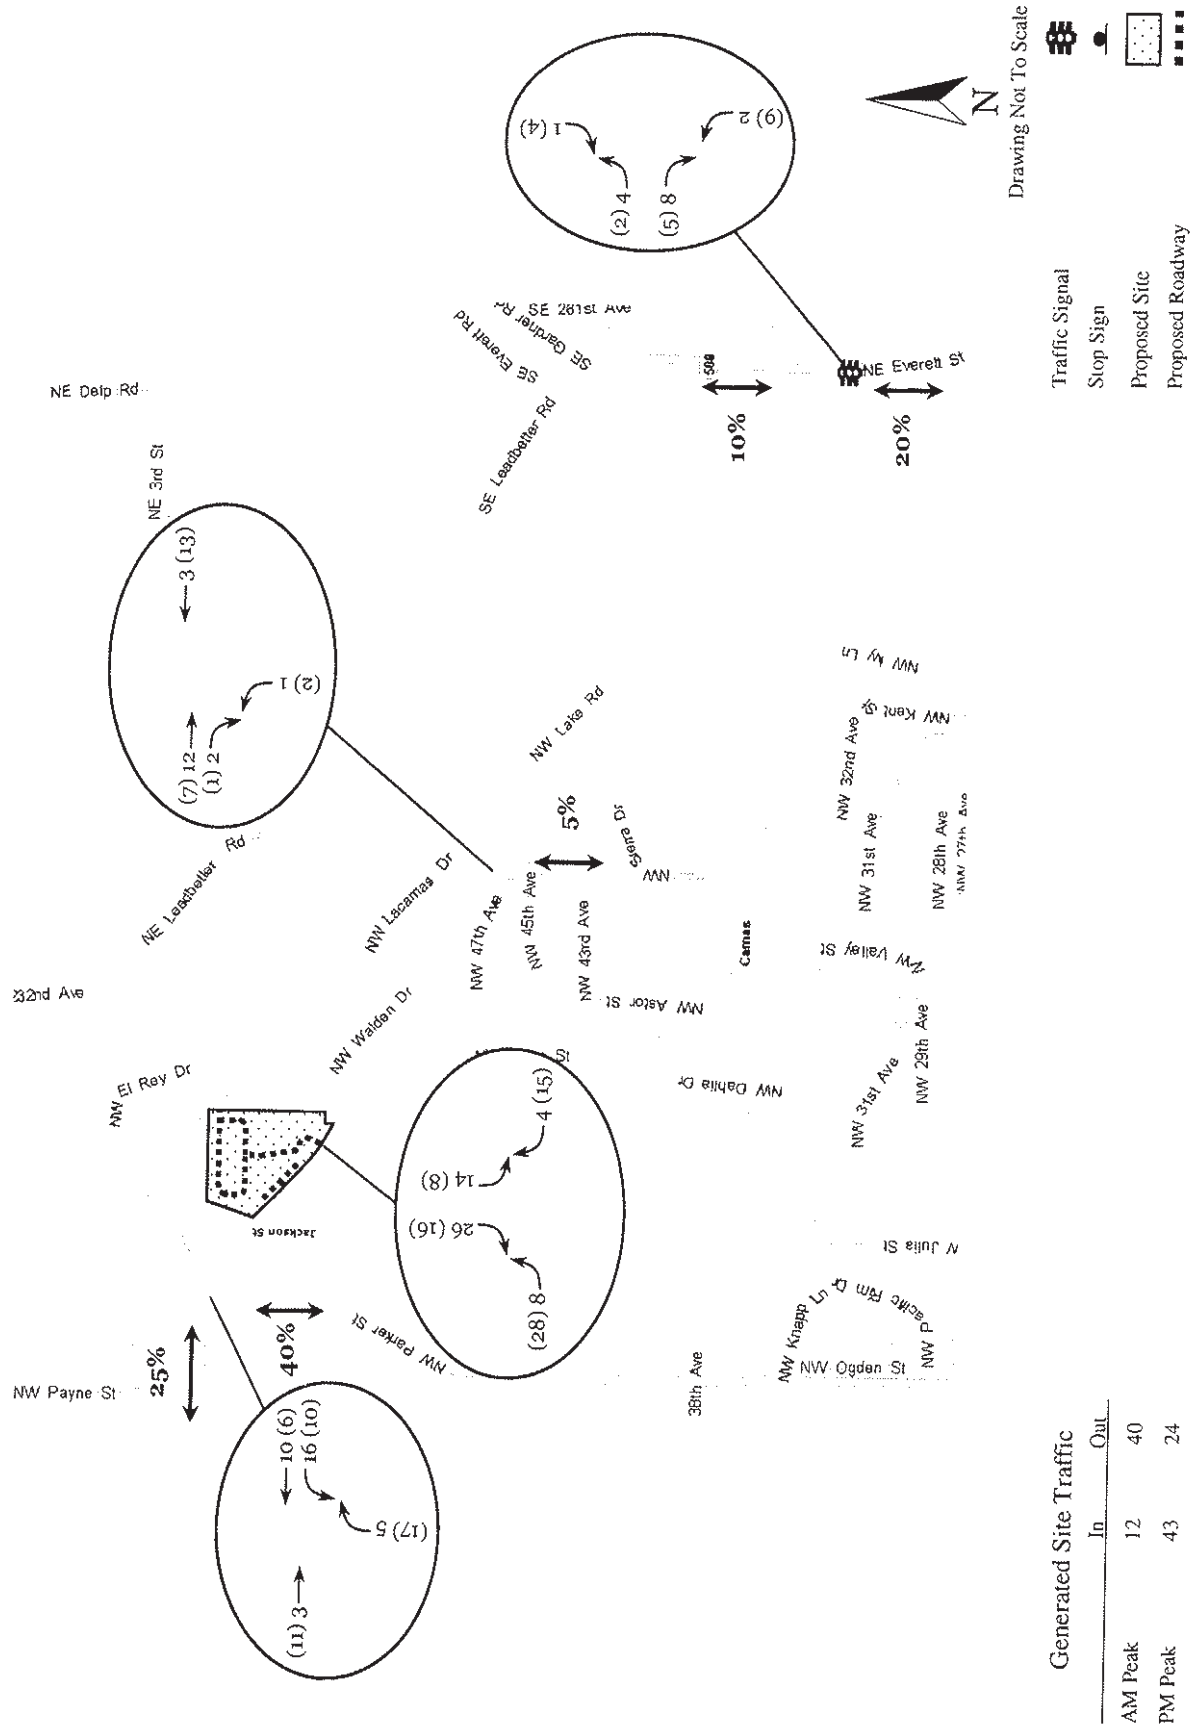 NW Payne St
25%
40%
10 (6)
16 (10)
(17) 5
(11) 3
NW El Ray Dr
Jackson St
232nd Ave
NE Leadbetter Rd
NE 3rd St
NE Delp Rd
(7) 12
(1) 2
3 (13)
(2) 1
NW Walden Dr
NW Lacamas Dr
NW Parker St
26 (16)
14 (8)
(28) 8
4 (15)
St
NW 47th Ave
NW 45th Ave
NW 43rd Ave
5%
NW Lake Rd
NW Sierra Dr
SE Leadbetter Rd
SE Everett Rd
SE Gardner Rd
SE 281st Ave
1 (4)
(2) 4
(5) 8
(9) 2
500
10%
20%
NE Everett St
38th Ave
NW Astor St
NW Dahlia Dr
Camas
NW Knapp Ln
NW Pacific Rim Dr
NW Ogden St
NW P
W Julia St
NW 31st Ave
NW 29th Ave
NW Valley St
NW 31st Ave
NW 32nd Ave
NW 28th Ave
NW 27th Ave
NW Kent St
NW Ivy Ln
N
Drawing Not To Scale
Traffic Signal
Stop Sign
Proposed Site
Proposed Roadway
Generated Site Traffic
In Out
AM Peak 12 40
PM Peak 43 24